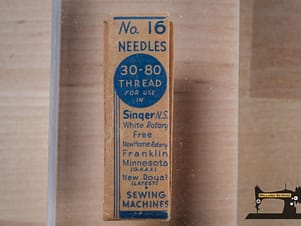 No. 16
NEEDLES
30-80
THREAD
FOR USE
IN
Singer N.S.
White Rotary
Free
New Home Rotary
Franklin
Minnesota
New Royal
(LATEST)
SEWING
MACHINES